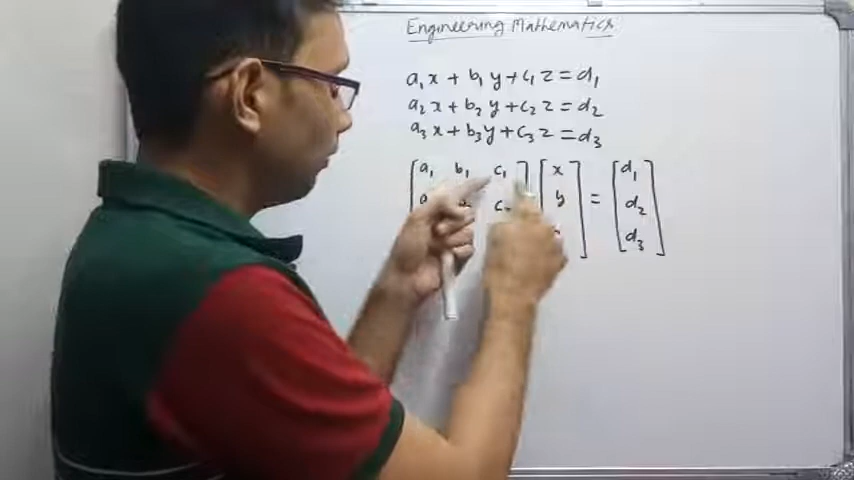 Engineering Mathematics
a₁x + b₁y + c₁z = d₁
a₂x + b₂y + c₂z = d₂
a₃x + b₃y + c₃z = d₃
[a₁ b₁ c₁] [x] [d₁]
c₂ y = d₂
d₃